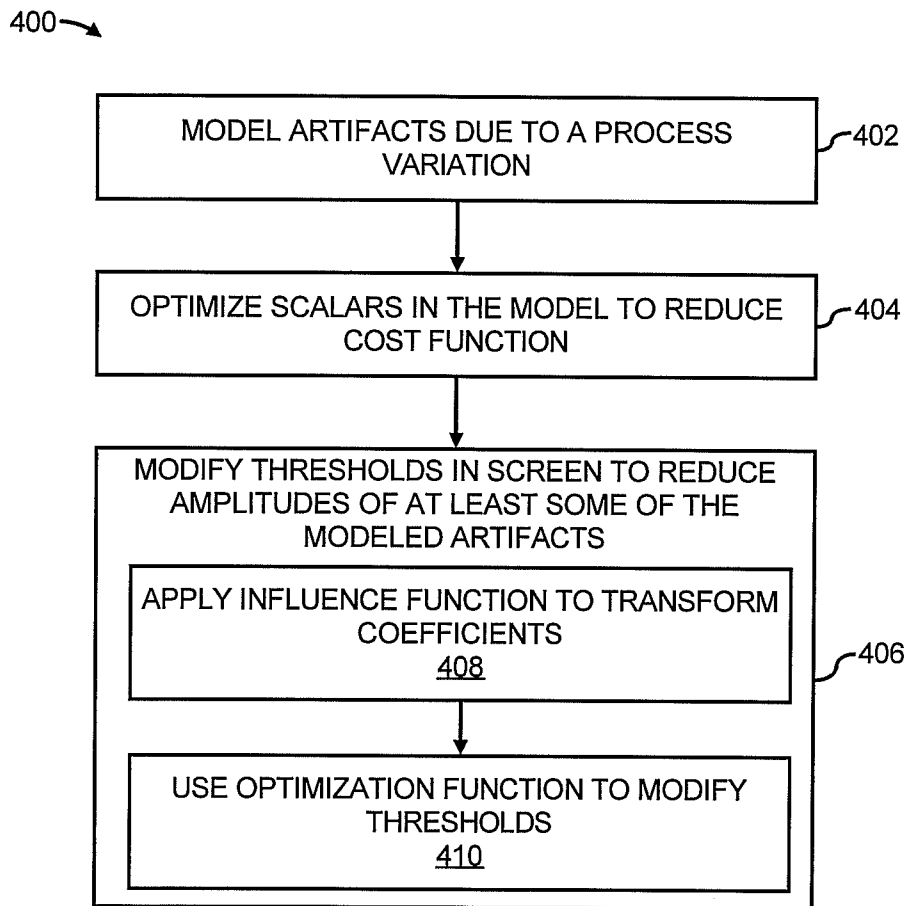 400
MODEL ARTIFACTS DUE TO A PROCESS
VARIATION
402
OPTIMIZE SCALARS IN THE MODEL TO REDUCE
COST FUNCTION
404
MODIFY THRESHOLDS IN SCREEN TO REDUCE
AMPLITUDES OF AT LEAST SOME OF THE
MODELED ARTIFACTS
APPLY INFLUENCE FUNCTION TO TRANSFORM
COEFFICIENTS
408
406
USE OPTIMIZATION FUNCTION TO MODIFY
THRESHOLDS
410